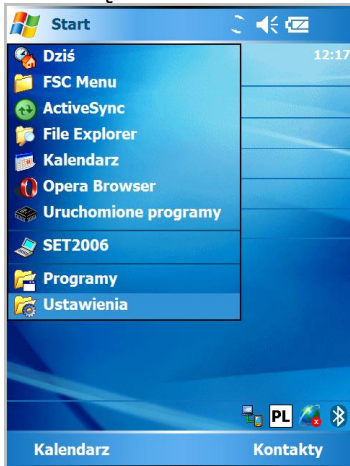 Start
12:17
Dziś
FSC Menu
ActiveSync
File Explorer
Kalendarz
Opera Browser
Uruchomione programy
SET2006
Programy
Ustawienia
PL
Kalendarz Kontakty